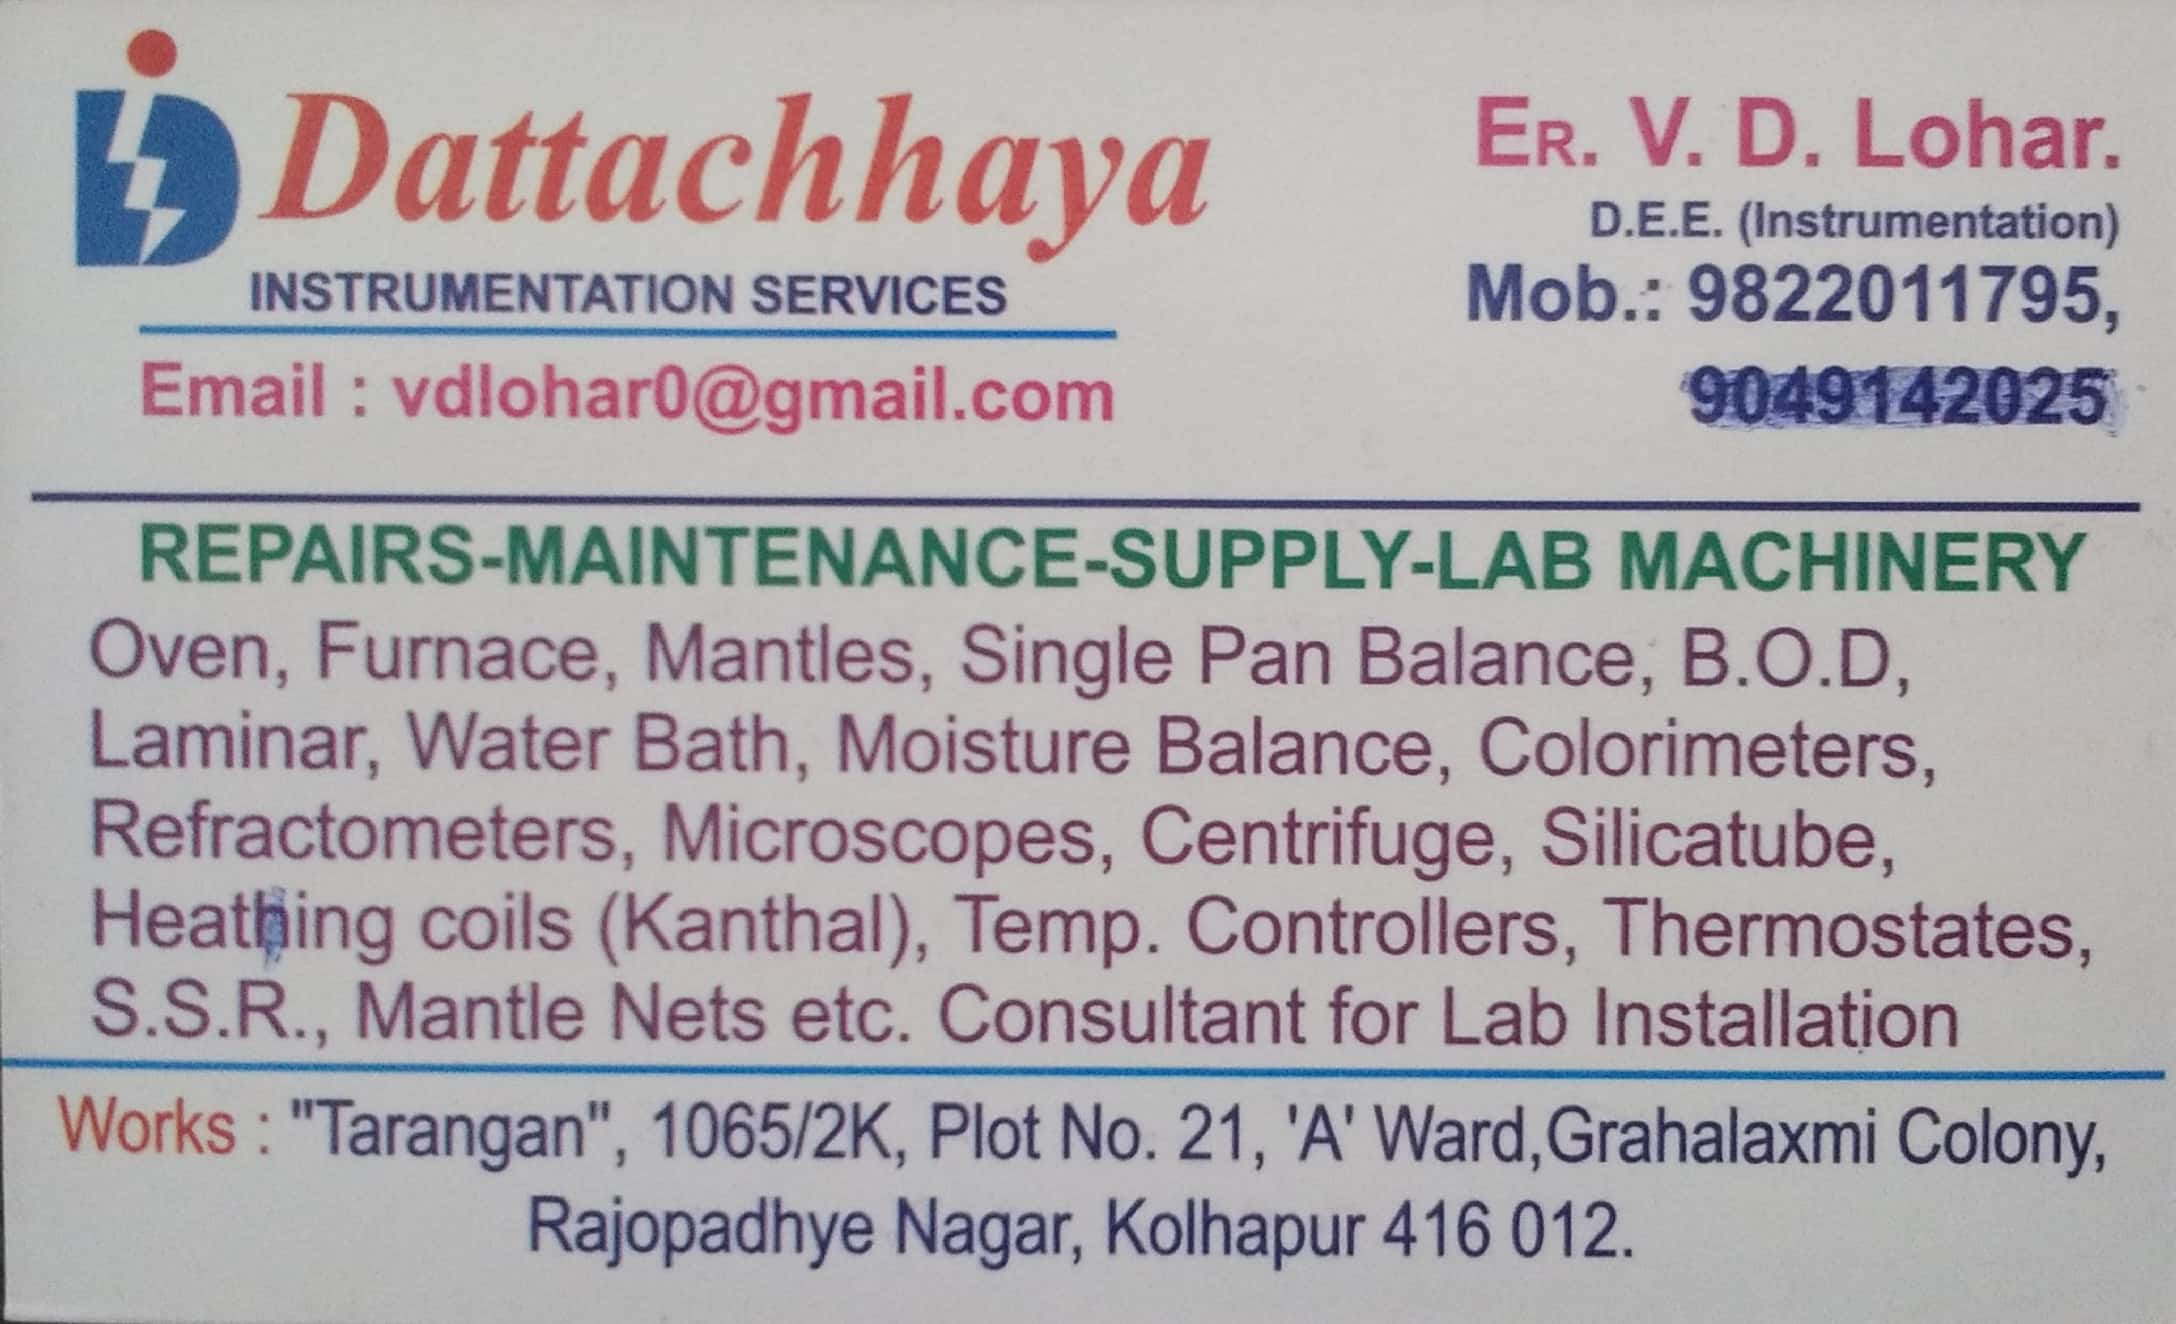 Dattachhaya
INSTRUMENTATION SERVICES
Email : vdlohar0@gmail.com
ER. V. D. Lohar.
D.E.E. (Instrumentation)
Mob.: 9822011795,
9049142025
REPAIRS-MAINTENANCE-SUPPLY-LAB MACHINERY
Oven, Furnace, Mantles, Single Pan Balance, B.O.D,
Laminar, Water Bath, Moisture Balance, Colorimeters,
Refractometers, Microscopes, Centrifuge, Silicatube,
Heathing coils (Kanthal), Temp. Controllers, Thermostates,
S.S.R., Mantle Nets etc. Consultant for Lab Installation
Works : "Tarangan", 1065/2K, Plot No. 21, 'A' Ward,Grahalaxmi Colony,
Rajopadhye Nagar, Kolhapur 416 012.